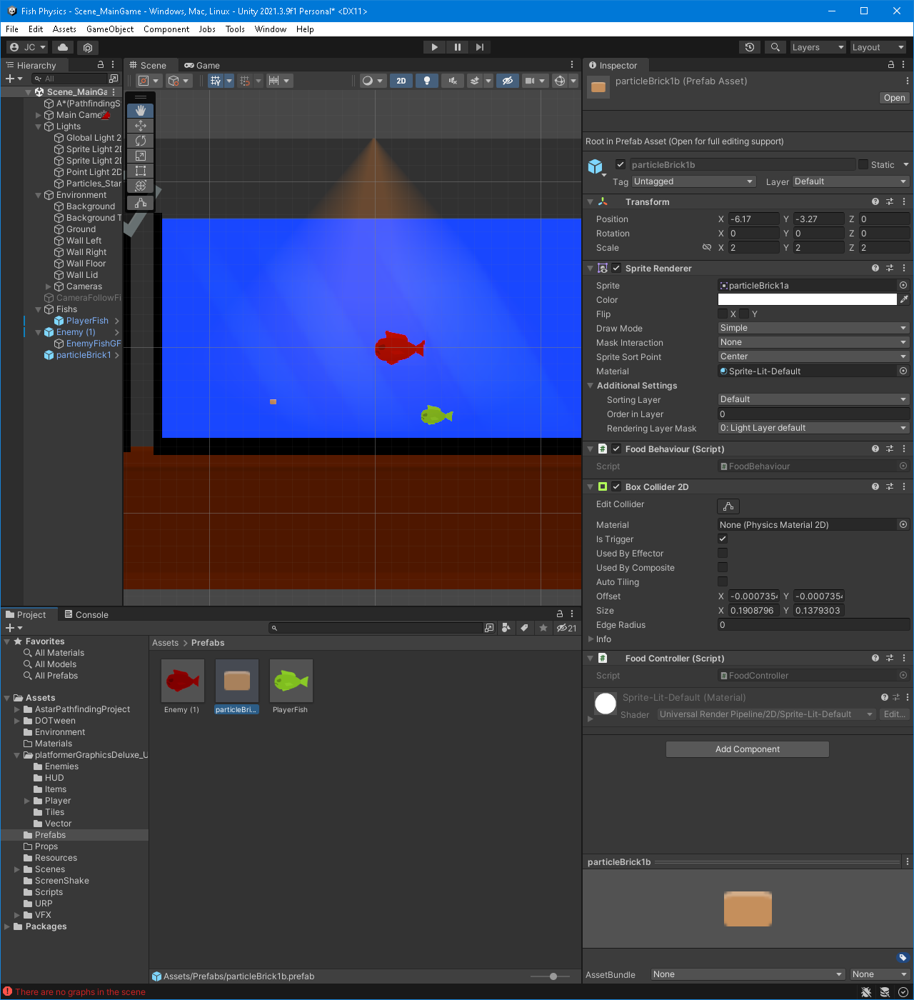 Fish Physics - Scene_MainGame - Windows, Mac, Linux - Unity 2021.3.9f1 Personal* <DX11>
File Edit Assets GameObject Component Jobs Tools Window Help
JC Layers Layout
Hierarchy
All
Scene_MainGa
A*(PathfindingS
Main Came
Lights
Global Light 2
Sprite Light 2D
Sprite Light 2D
Point Light 2D
Particles_Star
Environment
Background
Background T
Ground
Wall Left
Wall Right
Wall Floor
Wall Lid
Cameras
CameraFollowFi
Fishs
PlayerFish
Enemy (1)
EnemyFishGF
particleBrick1
Scene Game
2D
Inspector
particleBrick1b (Prefab Asset)
Open
Root in Prefab Asset (Open for full editing support)
particleBrick1b Static
Tag Untagged Layer Default
Transform
Position X -6.17 Y -3.27 Z 0
Rotation X 0 Y 0 Z 0
Scale X 2 Y 2 Z 2
Sprite Renderer
Sprite particleBrick1a
Color
Flip X Y
Draw Mode Simple
Mask Interaction None
Sprite Sort Point Center
Material Sprite-Lit-Default
Additional Settings
Sorting Layer Default
Order in Layer 0
Rendering Layer Mask 0: Light Layer default
# Food Behaviour (Script)
Script FoodBehaviour
Box Collider 2D
Edit Collider
Material None (Physics Material 2D)
Is Trigger
Used By Effector
Used By Composite
Auto Tiling
Offset X -0.000735 Y -0.000735
Size X 0.1908796 Y 0.1379303
Edge Radius 0
Info
# Food Controller (Script)
Script FoodController
Sprite-Lit-Default (Material)
Shader Universal Render Pipeline/2D/Sprite-Lit-Default Edit...
Add Component
particleBrick1b
AssetBundle None None
Project Console
21
Favorites
All Materials
All Models
All Prefabs
Assets
AstarPathfindingProject
DOTween
Environment
Materials
platformerGraphicsDeluxe_U
Enemies
HUD
Items
Player
Tiles
Vector
Prefabs
Props
Resources
Scenes
ScreenShake
Scripts
URP
VFX
Packages
Assets > Prefabs
Enemy (1) particleBri... PlayerFish
Assets/Prefabs/particleBrick1b.prefab
There are no graphs in the scene